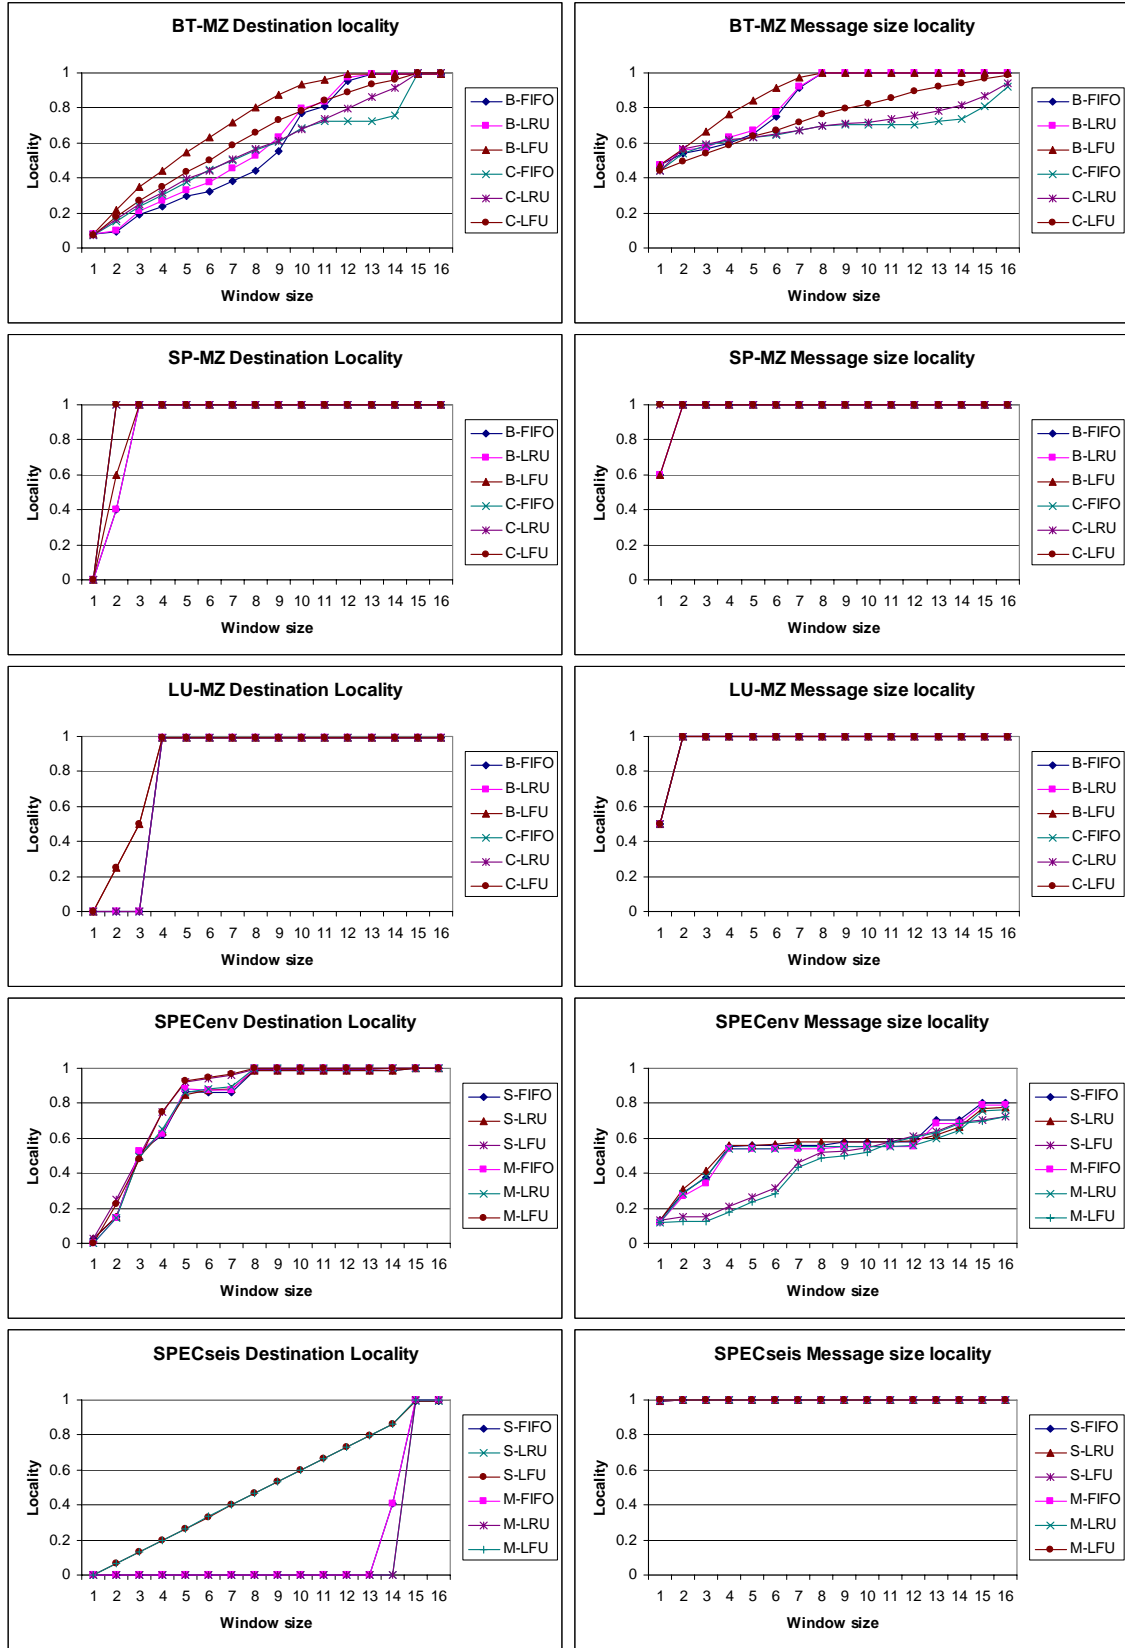 BT-MZ Destination locality
1
0.8
0.6
0.4
0.2
0
Locality
1 2 3 4 5 6 7 8 9 10 11 12 13 14 15 16
Window size
B-FIFO
B-LRU
B-LFU
C-FIFO
C-LRU
C-LFU
BT-MZ Message size locality
1
0.8
0.6
0.4
0.2
0
Locality
1 2 3 4 5 6 7 8 9 10 11 12 13 14 15 16
Window size
B-FIFO
B-LRU
B-LFU
C-FIFO
C-LRU
C-LFU
SP-MZ Destination Locality
1
0.8
0.6
0.4
0.2
0
Locality
1 2 3 4 5 6 7 8 9 10 11 12 13 14 15 16
Window size
B-FIFO
B-LRU
B-LFU
C-FIFO
C-LRU
C-LFU
SP-MZ Message size locality
1
0.8
0.6
0.4
0.2
0
Locality
1 2 3 4 5 6 7 8 9 10 11 12 13 14 15 16
Window size
B-FIFO
B-LRU
B-LFU
C-FIFO
C-LRU
C-LFU
LU-MZ Destination Locality
1
0.8
0.6
0.4
0.2
0
Locality
1 2 3 4 5 6 7 8 9 10 11 12 13 14 15 16
Window size
B-FIFO
B-LRU
B-LFU
C-FIFO
C-LRU
C-LFU
LU-MZ Message size locality
1
0.8
0.6
0.4
0.2
0
Locality
1 2 3 4 5 6 7 8 9 10 11 12 13 14 15 16
Window size
B-FIFO
B-LRU
B-LFU
C-FIFO
C-LRU
C-LFU
SPECenv Destination Locality
1
0.8
0.6
0.4
0.2
0
Locality
1 2 3 4 5 6 7 8 9 10 11 12 13 14 15 16
Window size
S-FIFO
S-LRU
S-LFU
M-FIFO
M-LRU
M-LFU
SPECenv Message size locality
1
0.8
0.6
0.4
0.2
0
Locality
1 2 3 4 5 6 7 8 9 10 11 12 13 14 15 16
Window size
S-FIFO
S-LRU
S-LFU
M-FIFO
M-LRU
M-LFU
SPECseis Destination Locality
1
0.8
0.6
0.4
0.2
0
Locality
1 2 3 4 5 6 7 8 9 10 11 12 13 14 15 16
Window size
S-FIFO
S-LRU
S-LFU
M-FIFO
M-LRU
M-LFU
SPECseis Message size locality
1
0.8
0.6
0.4
0.2
0
Locality
1 2 3 4 5 6 7 8 9 10 11 12 13 14 15 16
Window size
S-FIFO
S-LRU
S-LFU
M-FIFO
M-LRU
M-LFU